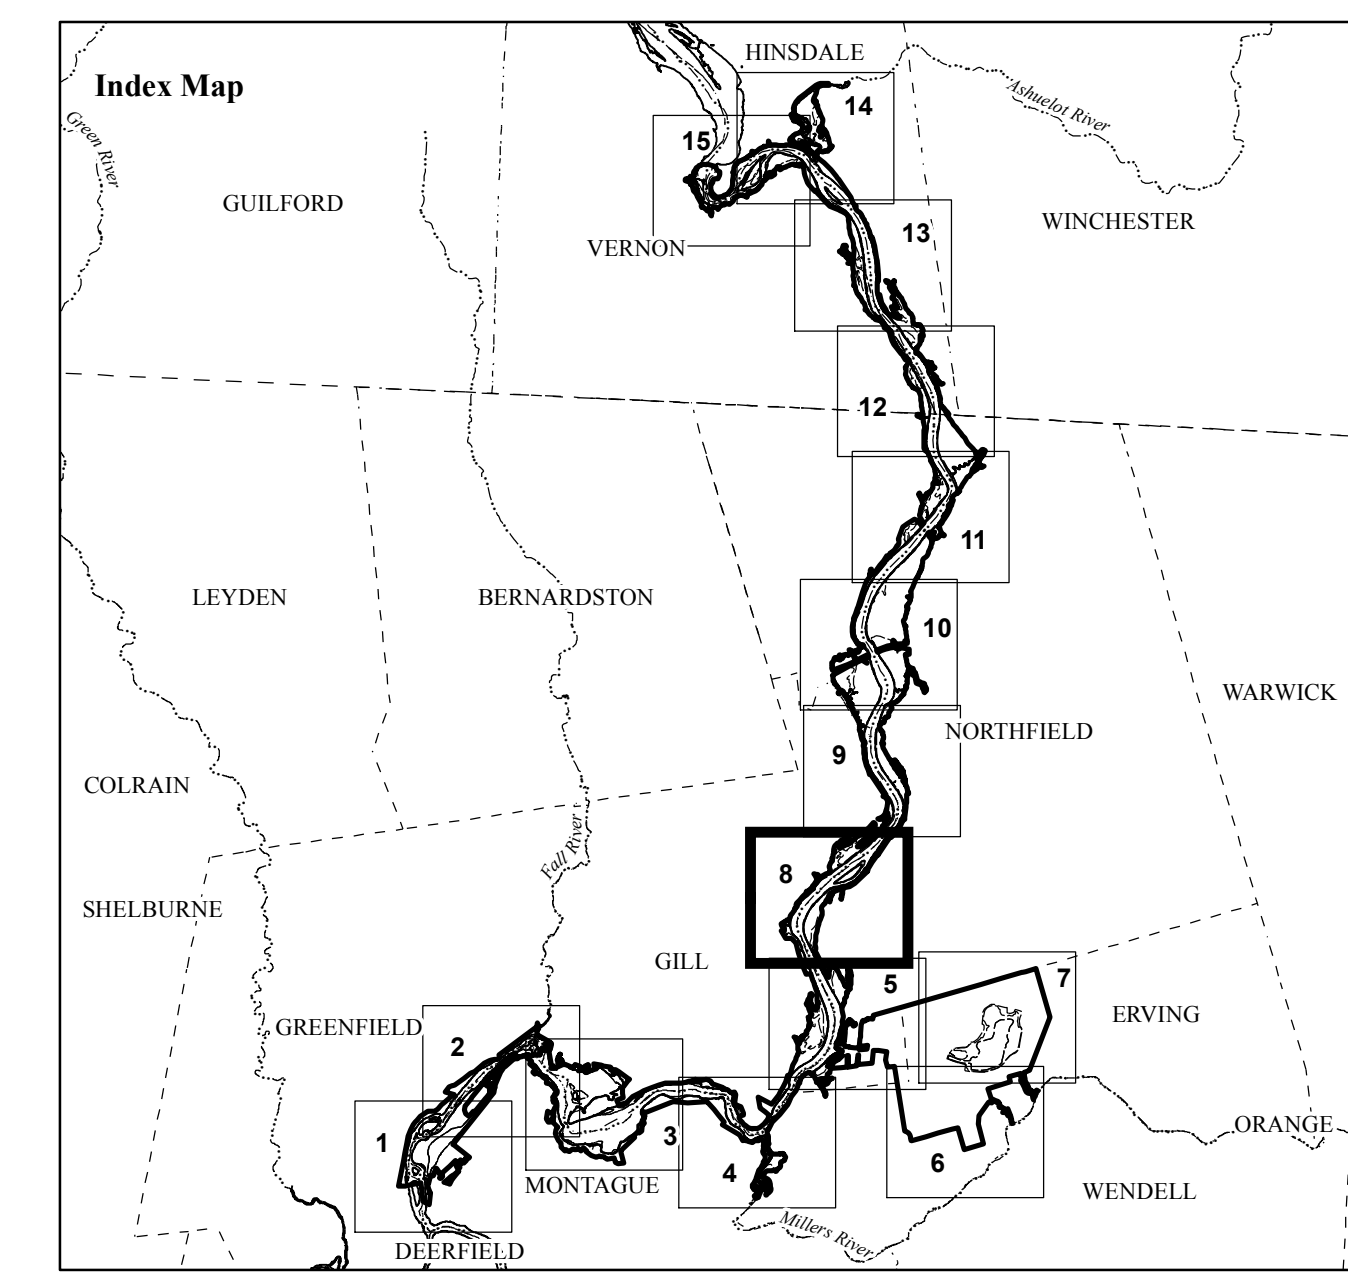 HINSDALE
Index Map
14
Ashuelot River
Green River
15
GUILFORD
WINCHESTER
13
VERNON
12
11
LEYDEN
BERNARDSTON
10
WARWICK
NORTHFIELD
9
COLRAIN
Fall River
8
SHELBURNE
GILL
7
5
ERVING
GREENFIELD
2
ORANGE
3
1
6
4
MONTAGUE
WENDELL
Millers River
DEERFIELD